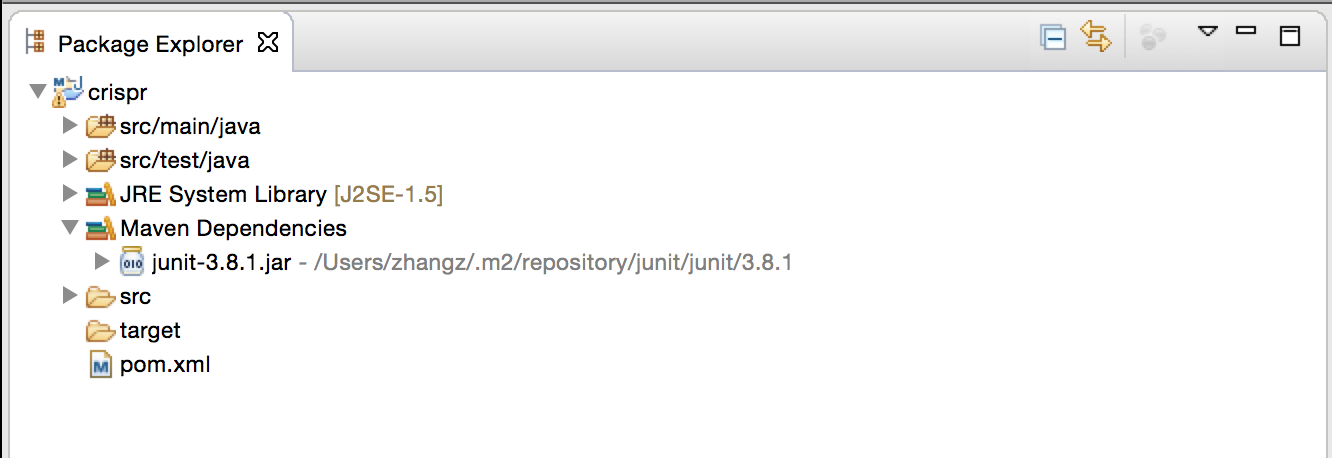 Package Explorer
crispr
src/main/java
src/test/java
JRE System Library [J2SE-1.5]
Maven Dependencies
junit-3.8.1.jar - /Users/zhangz/.m2/repository/junit/junit/3.8.1
src
target
pom.xml